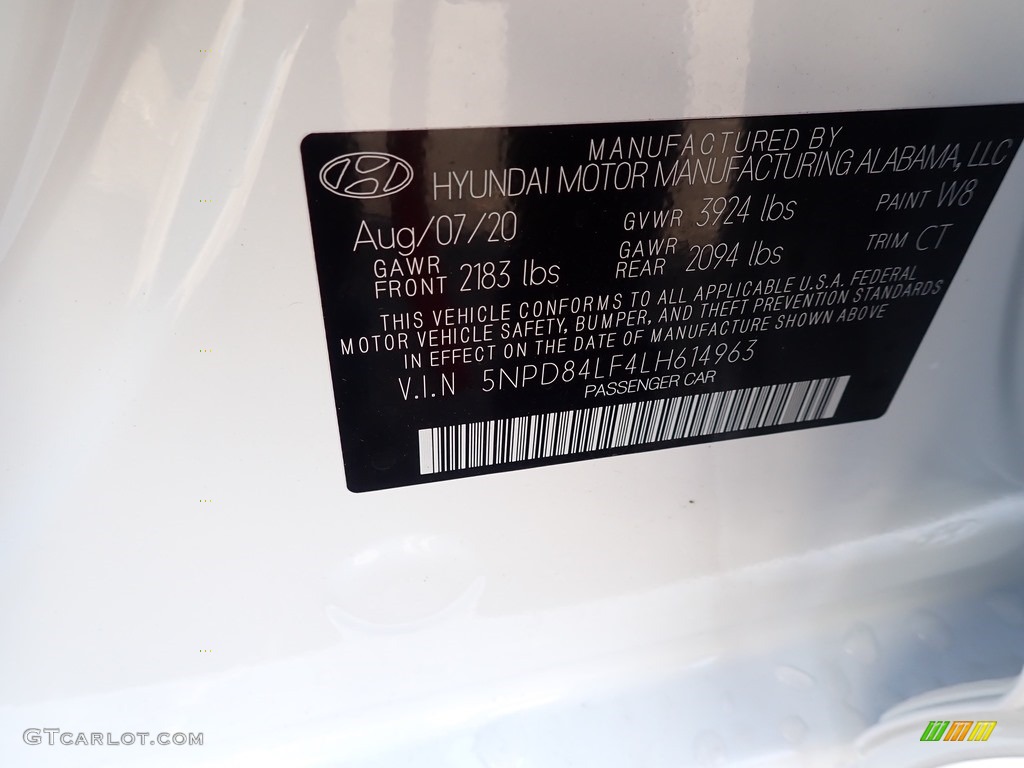 MANUFACTURED BY
HYUNDAI MOTOR MANUFACTURING ALABAMA, LLC
Aug/07/20 GVWR 3924 lbs PAINT W8
GAWR FRONT 2183 lbs GAWR REAR 2094 lbs TRIM CT
THIS VEHICLE CONFORMS TO ALL APPLICABLE U.S.A. FEDERAL
MOTOR VEHICLE SAFETY, BUMPER, AND THEFT PREVENTION STANDARDS
IN EFFECT ON THE DATE OF MANUFACTURE SHOWN ABOVE
V.I.N 5NPD84LF4LH614963
PASSENGER CAR
GTCARLOT.COM